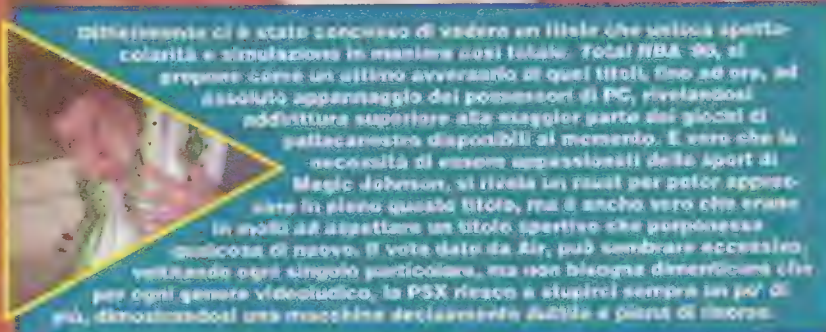 Difficilmente ci è stato concesso di vedere un titolo che unisca spetta-
colarità e simulazione in maniera così totale. Total NBA '96, si
propone come un ottimo avversario di quei titoli, fino ad ora, ad
assoluto appannaggio dei possessori di PC, rivelandosi
addirittura superiore alla maggior parte dei giochi di
pallacanestro disponibili al momento. È vero che la
necessità di essere appassionati dello sport di
Magic Johnson, si rivela un must per poter apprez-
zare in pieno questo titolo, ma è anche vero che erano
in molti ad aspettare un titolo sportivo che proponesse
qualcosa di nuovo. Il voto dato da Air, può sembrare eccessivo,
ogni singolo particolare, ma non bisogna dimenticare che
per ogni genere videoludico, la PSX riesce a stupirci sempre un po' di
più, dimostrandosi una macchina decisamente duttile e piena di risorse.